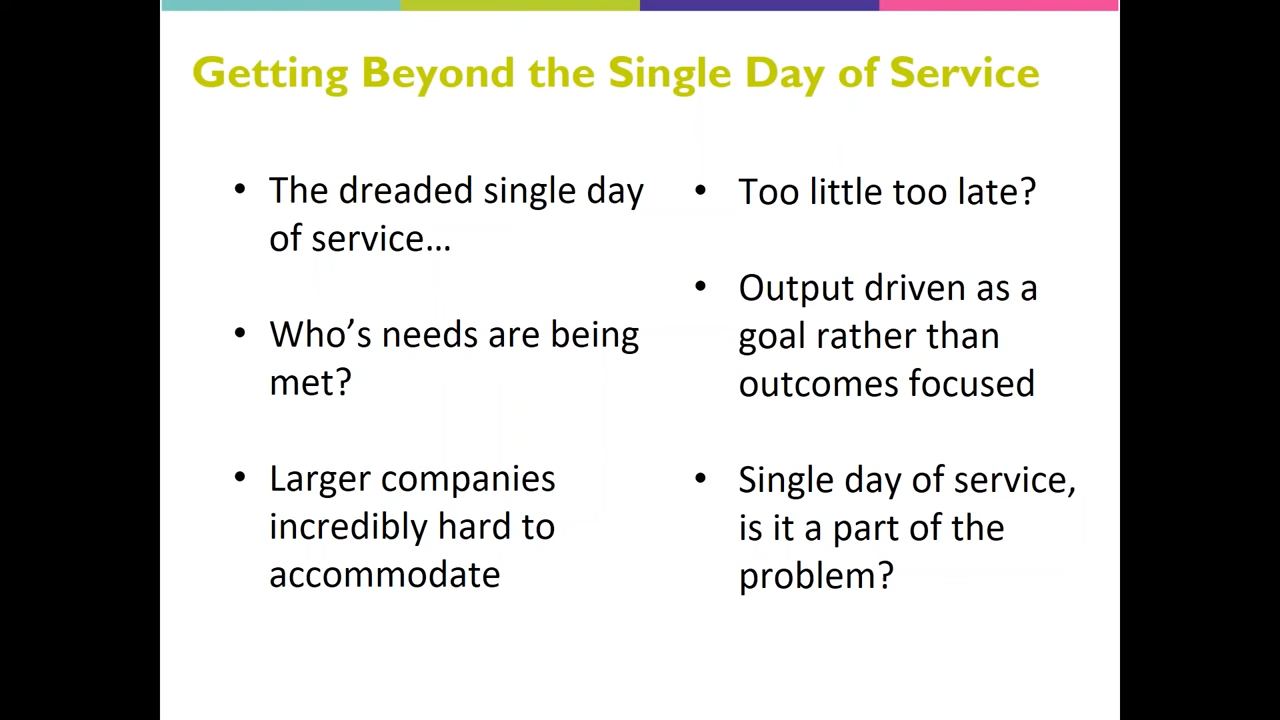 Getting Beyond the Single Day of Service
• The dreaded single day
of service...
• Who’s needs are being
met?
• Larger companies
incredibly hard to
accommodate
• Too little too late?
• Output driven as a
goal rather than
outcomes focused
• Single day of service,
is it a part of the
problem?